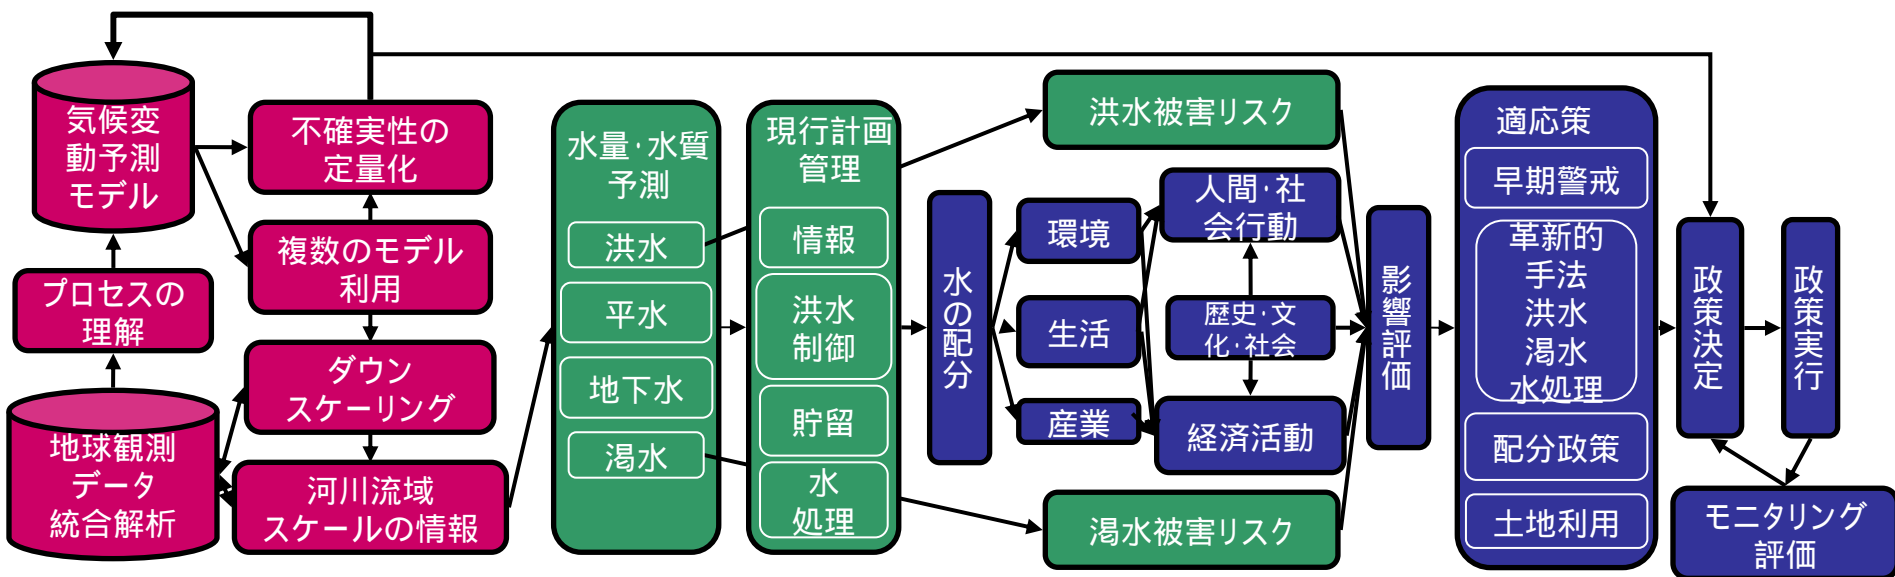 気候変
動予測
モデル
プロセスの
理解
地球観測
データ
統合解析
不確実性の
定量化
複数のモデル
利用
ダウン
スケーリング
河川流域
スケールの情報
水量・水質
予測
洪水
平水
地下水
渇水
現行計画
管理
情報
洪水
制御
貯留
水
処理
洪水被害リスク
水の配分
環境
生活
産業
人間・社
会行動
歴史・文
化・社会
経済活動
渇水被害リスク
影響評価
適応策
早期警戒
革新的
手法
洪水
渇水
水処理
配分政策
土地利用
政策決定
政策実行
モニタリング
評価